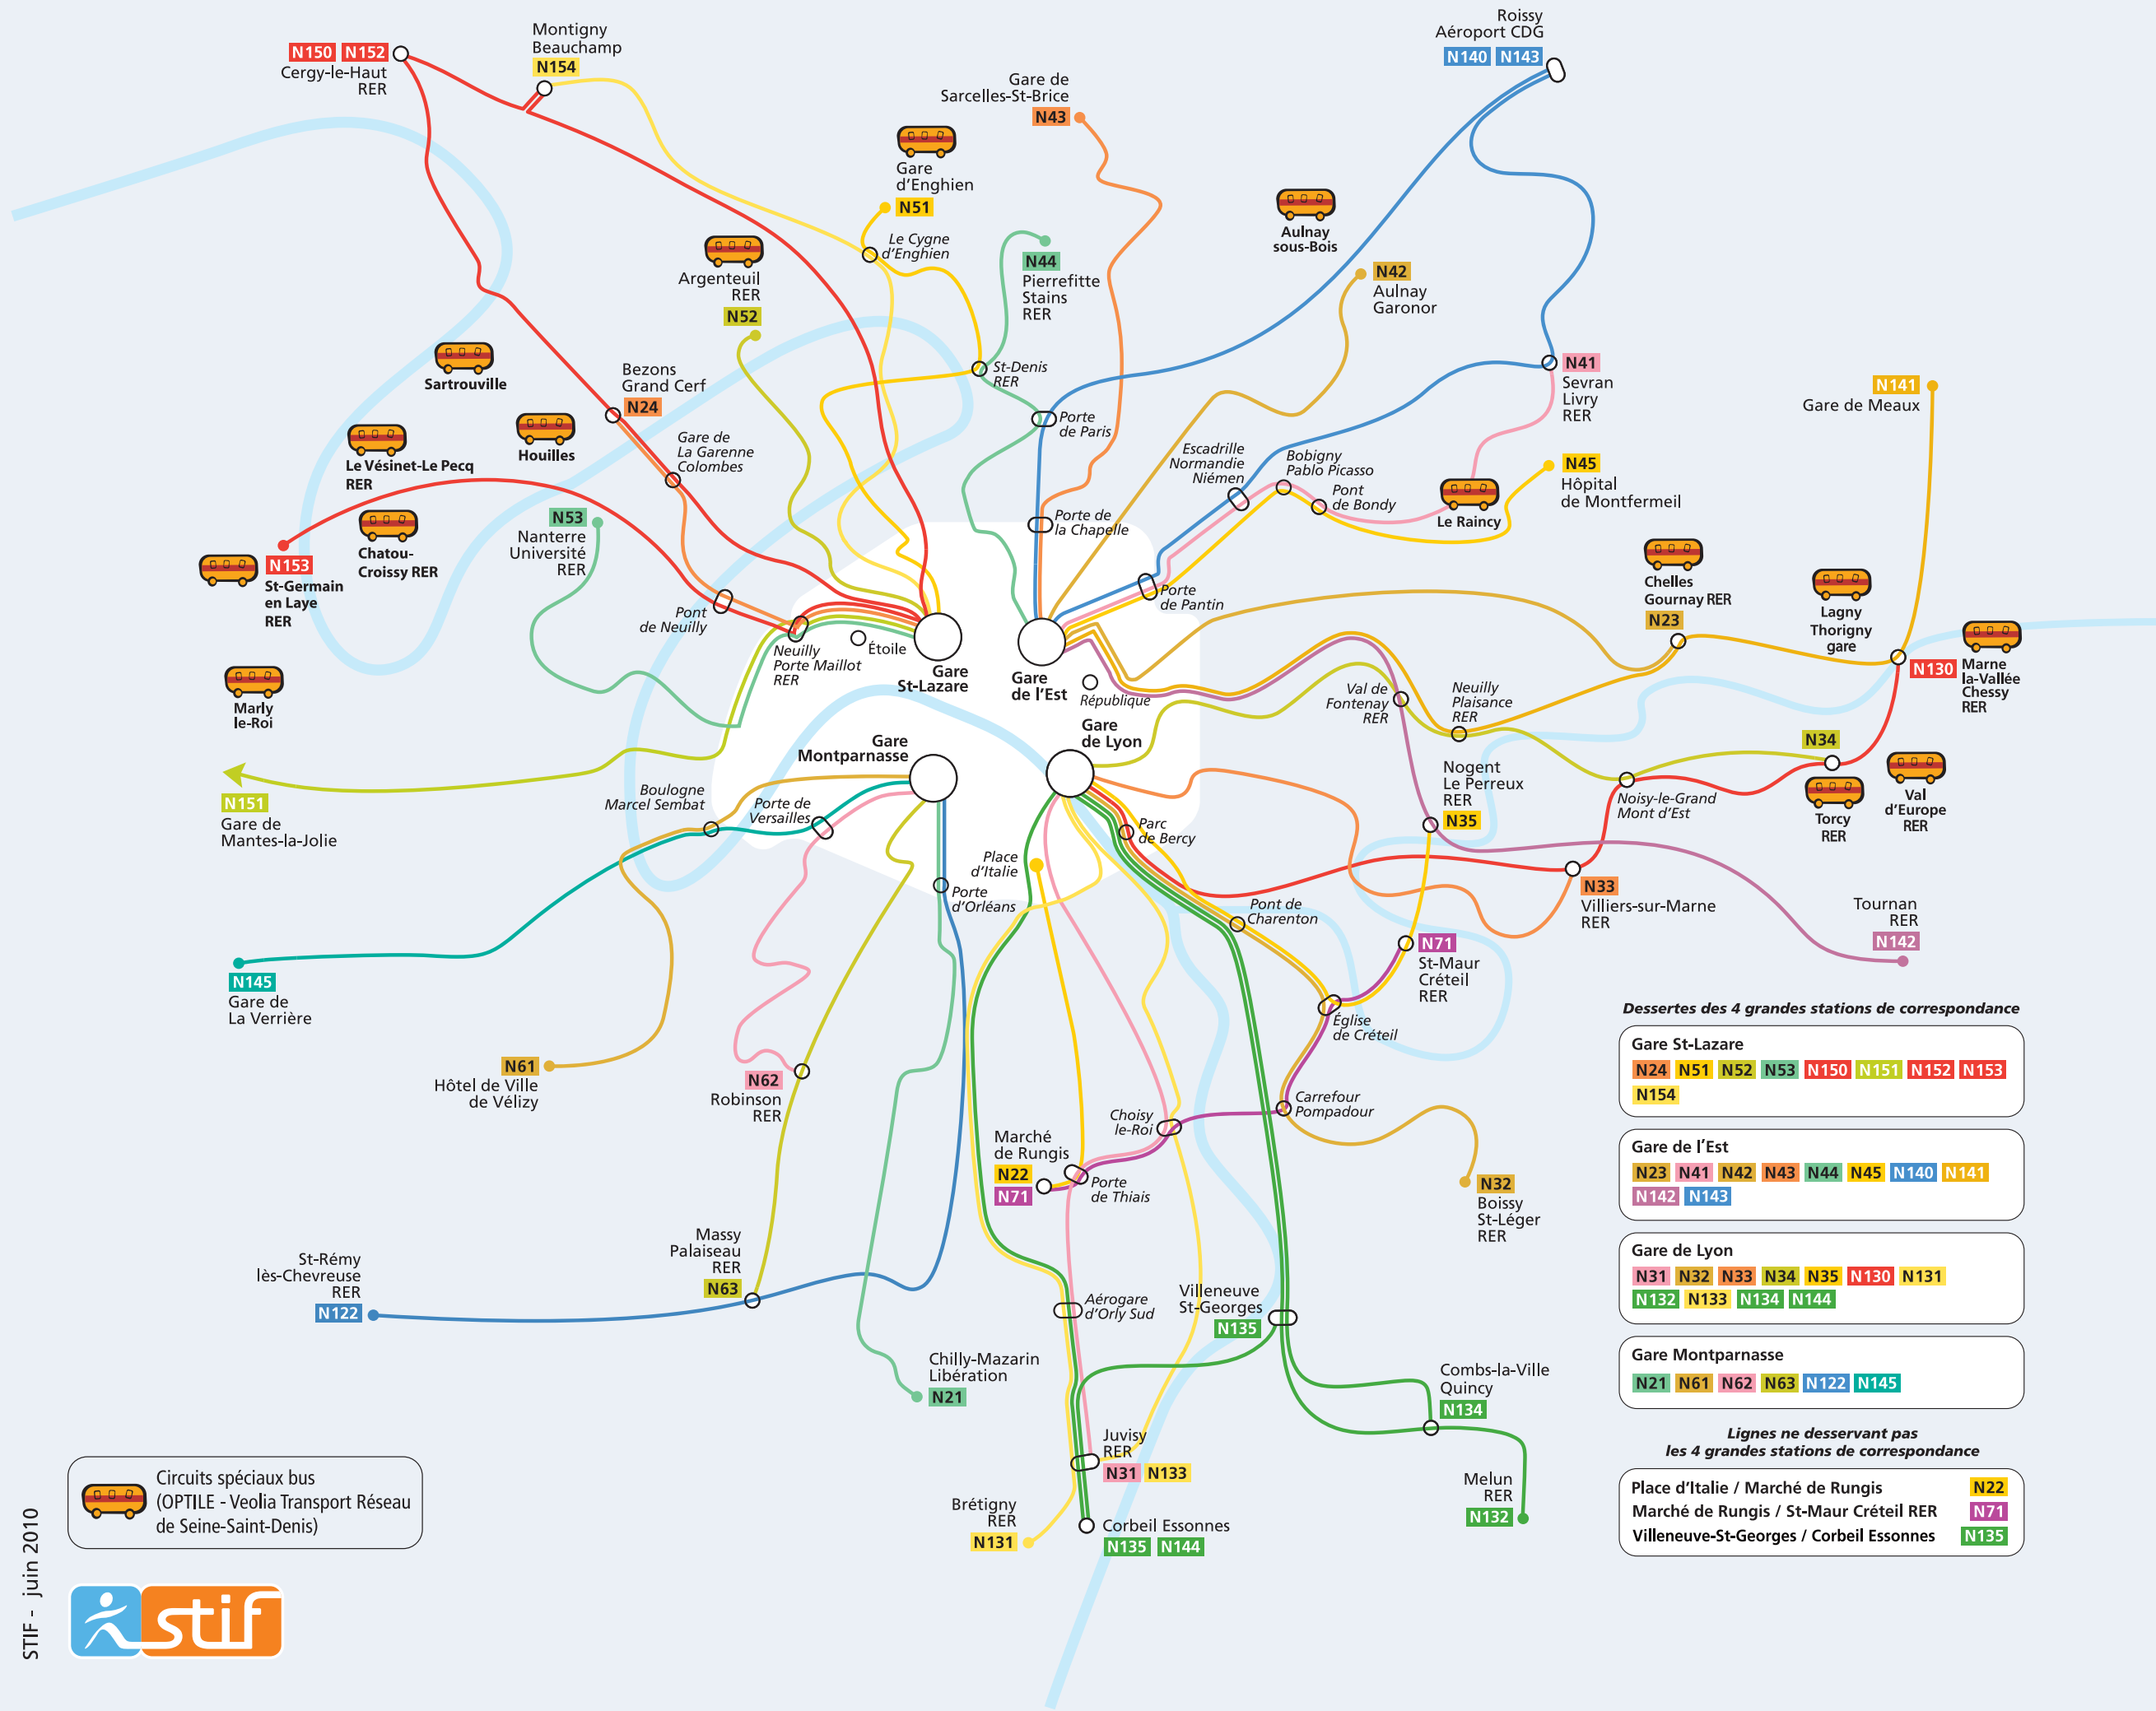 Roissy
Aéroport CDG
N140 N143
Montigny
Beauchamp
N154
N150 N152
Cergy-le-Haut
RER
Gare de
Sarcelles-St-Brice
N43
Gare
d'Enghien
N51
Le Cygne
d'Enghien
Aulnay
sous-Bois
N44
Pierrefitte
Stains
RER
N42
Aulnay
Garonor
Argenteuil
RER
N52
Sartrouville
St-Denis
RER
N41
Sevran
Livry
RER
N141
Gare de Meaux
Bezons
Grand Cerf
N24
Porte
de Paris
Houilles
Gare de
La Garenne
Colombes
Le Vésinet-Le Pecq
RER
Escadrille
Normandie
Niémen
Bobigny
Pablo Picasso
Pont
de Bondy
N45
Hôpital
de Montfermeil
Le Raincy
N53
Nanterre
Université
RER
Porte de
la Chapelle
Chatou-
Croissy RER
N153
St-Germain
en Laye
RER
Porte
de Pantin
Chelles
Gournay RER
N23
Lagny
Thorigny
gare
Pont
de Neuilly
Neuilly
Porte Maillot
RER
Étoile
Gare
St-Lazare
Gare
de l'Est
République
N130
Marne
la-Vallée
Chessy
RER
Marly
le-Roi
Val de
Fontenay
RER
Neuilly
Plaisance
RER
Gare
Montparnasse
Gare
de Lyon
N34
Nogent
Le Perreux
RER
N35
N151
Gare de
Mantes-la-Jolie
Boulogne
Marcel Sembat
Porte de
Versailles
Noisy-le-Grand
Mont d'Est
Torcy
RER
Val
d'Europe
RER
Parc
de Bercy
Place
d'Italie
Porte
d'Orléans
Pont de
Charenton
N33
Villiers-sur-Marne
RER
Tournan
RER
N142
N71
St-Maur
Créteil
RER
N145
Gare de
La Verrière
Église
de Créteil
N61
Hôtel de Ville
de Vélizy
N62
Robinson
RER
Choisy
le-Roi
Carrefour
Pompadour
Marché
de Rungis
N22
N71
Porte
de Thiais
N32
Boissy
St-Léger
RER
Massy
Palaiseau
RER
N63
St-Rémy
lès-Chevreuse
RER
N122
Aérogare
d'Orly Sud
Villeneuve
St-Georges
N135
Chilly-Mazarin
Libération
N21
Combs-la-Ville
Quincy
N134
Juvisy
RER
N31 N133
Melun
RER
N132
Brétigny
RER
N131
Corbeil Essonnes
N135 N144
Dessertes des 4 grandes stations de correspondance
Gare St-Lazare
N24 N51 N52 N53 N150 N151 N152 N153
N154
Gare de l'Est
N23 N41 N42 N43 N44 N45 N140 N141
N142 N143
Gare de Lyon
N31 N32 N33 N34 N35 N130 N131
N132 N133 N134 N144
Gare Montparnasse
N21 N61 N62 N63 N122 N145
Lignes ne desservant pas
les 4 grandes stations de correspondance
Place d'Italie / Marché de Rungis N22
Marché de Rungis / St-Maur Créteil RER N71
Villeneuve-St-Georges / Corbeil Essonnes N135
Circuits spéciaux bus
(OPTILE - Veolia Transport Réseau
de Seine-Saint-Denis)
STIF - juin 2010
stif